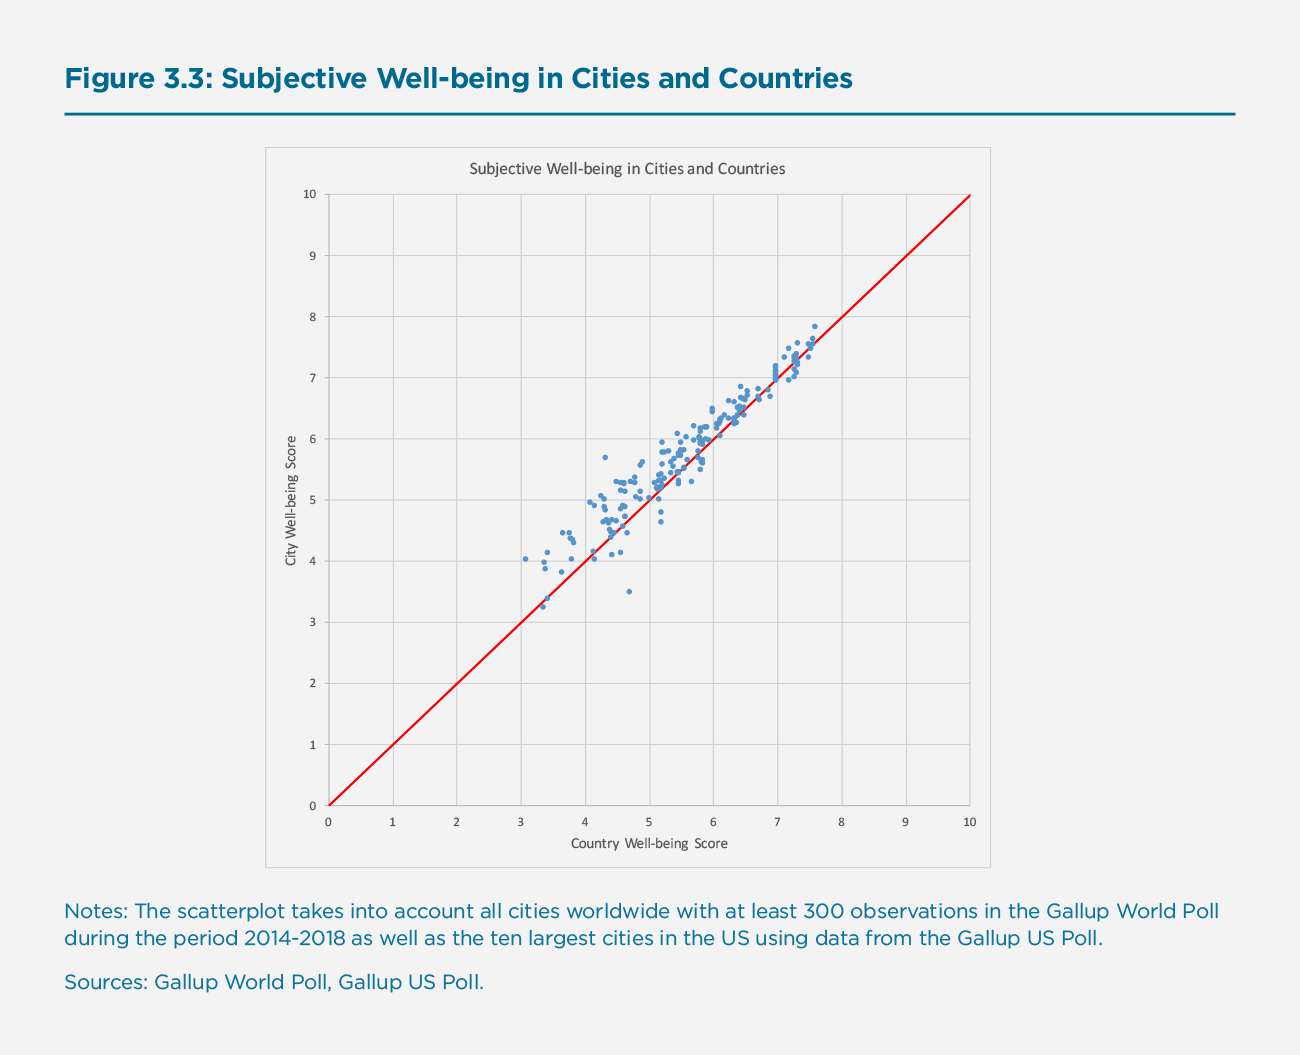 Figure 3.3: Subjective Well-being in Cities and Countries
Subjective Well-being in Cities and Countries
10
9
8
7
6
5
4
3
2
1
0
City Well-being Score
0 1 2 3 4 5 6 7 8 9 10
Country Well-being Score
Notes: The scatterplot takes into account all cities worldwide with at least 300 observations in the Gallup World Poll
during the period 2014-2018 as well as the ten largest cities in the US using data from the Gallup US Poll.
Sources: Gallup World Poll, Gallup US Poll.